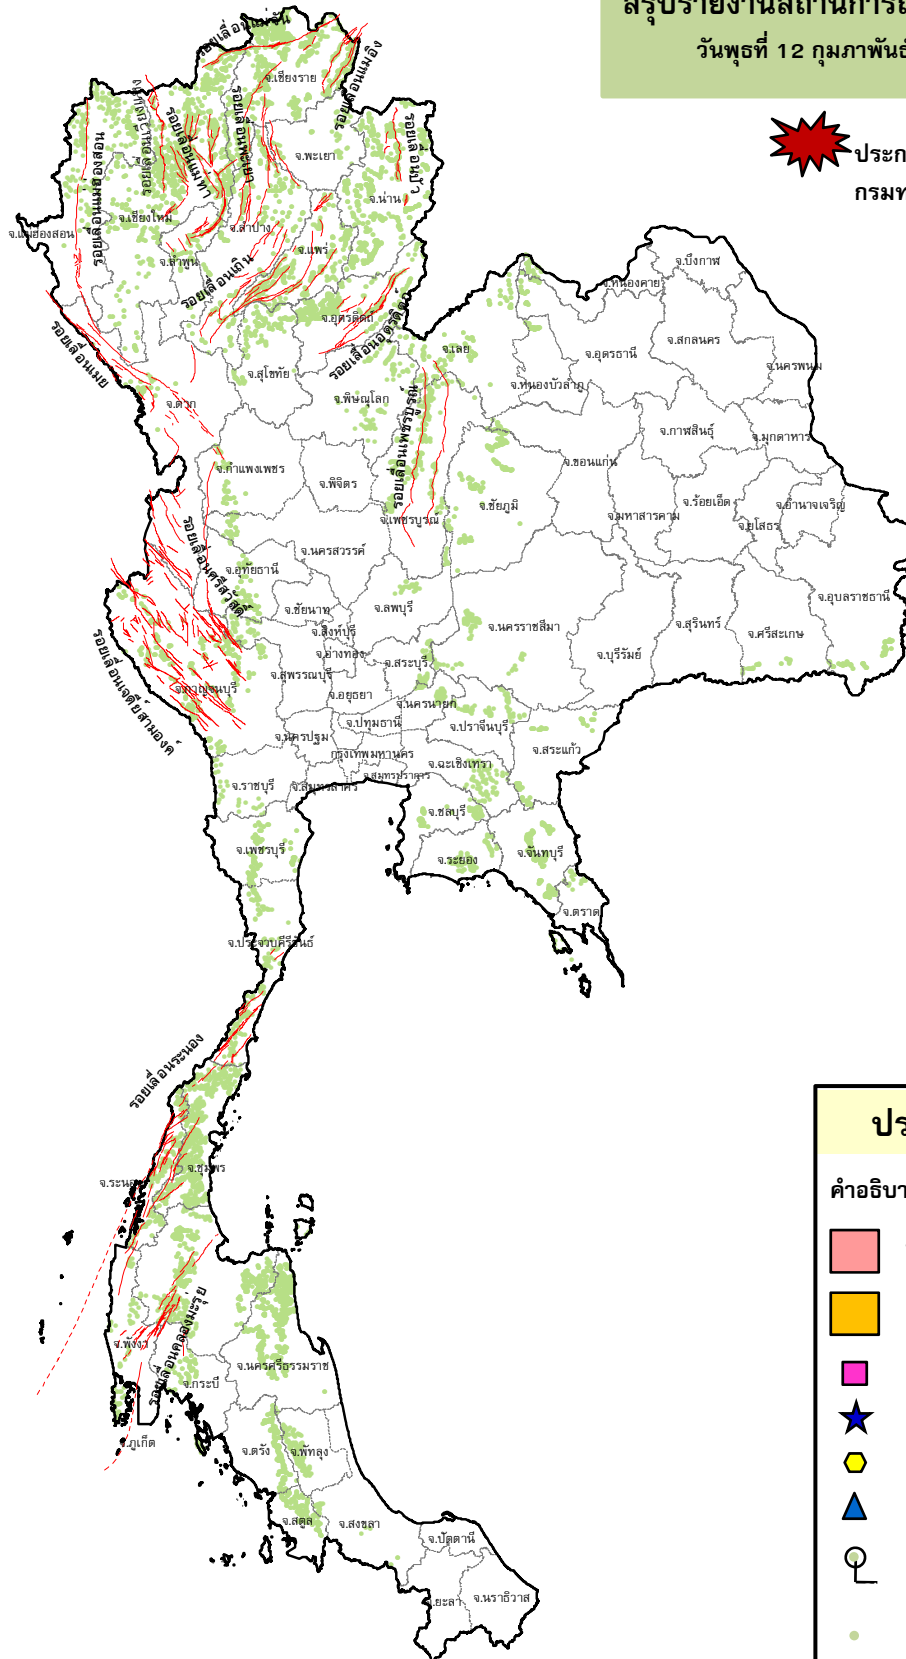 สรุปรายงานสถานการณ์
วันพุธที่ 12 กุมภาพันธ์
ประก
กรมท
รอยเลื่อนแม่จัน
จ.เชียงราย
รอยเลื่อนแม่อิง
รอยเลื่อนแม่ทา
รอยเลื่อนพะเยา
จ.พะเยา
รอยเลื่อนปัว
รอยเลื่อนแม่ฮ่องสอน
จ.น่าน
จ.เชียงใหม่
จ.ลำปาง
จ.แม่ฮ่องสอน
จ.แพร่
จ.ลำพูน
จ.บึงกาฬ
รอยเลื่อนเถิน
จ.หนองคาย
จ.อุตรดิตถ์
รอยเลื่อนอุตรดิตถ์
รอยเลื่อนเมย
จ.เลย
จ.สกลนคร
จ.อุดรธานี
จ.นครพนม
จ.สุโขทัย
จ.หนองบัวลำภู
จ.ตาก
จ.พิษณุโลก
รอยเลื่อนเพชรบูรณ์
จ.กาฬสินธุ์
จ.มุกดาหาร
จ.กำแพงเพชร
จ.ขอนแก่น
จ.พิจิตร
จ.ชัยภูมิ
จ.ร้อยเอ็ด
จ.อำนาจเจริญ
จ.เพชรบูรณ์
จ.มหาสารคาม
จ.ยโสธร
จ.นครสวรรค์
รอยเลื่อนศรีสวัสดิ์
จ.อุทัยธานี
จ.อุบลราชธานี
จ.ชัยนาท
จ.ลพบุรี
จ.นครราชสีมา
จ.สุรินทร์
จ.ศรีสะเกษ
จ.สิงห์บุรี
จ.อ่างทอง
จ.บุรีรัมย์
รอยเลื่อนเจดีย์สามองค์
จ.สระบุรี
จ.สุพรรณบุรี
จ.กาญจนบุรี
จ.อยุธยา
จ.นครนายก
จ.ปทุมธานี
จ.ปราจีนบุรี
จ.นครปฐม
กรุงเทพมหานคร
จ.สระแก้ว
จ.ฉะเชิงเทรา
จ.สมทรปราการ
จ.ราชบุรี
จ.สมุทรสาคร
จ.ชลบุรี
จ.เพชรบุรี
จ.ระยอง
จ.จันทบุรี
จ.ตราด
จ.ประจวบคีรีขันธ์
รอยเลื่อนระนอง
ปร
จ.ชุมพร
จ.ระนอง
คำอธิบา
รอยเลื่อนคลองมะรุ่ย
จ.พังงา
จ.นครศรีธรรมราช
จ.กระบี่
จ.ภูเก็ต
จ.ตรัง
จ.พัทลุง
จ.สตูล
จ.สงขลา
จ.ปัตตานี
จ.ยะลา
จ.นราธิวาส